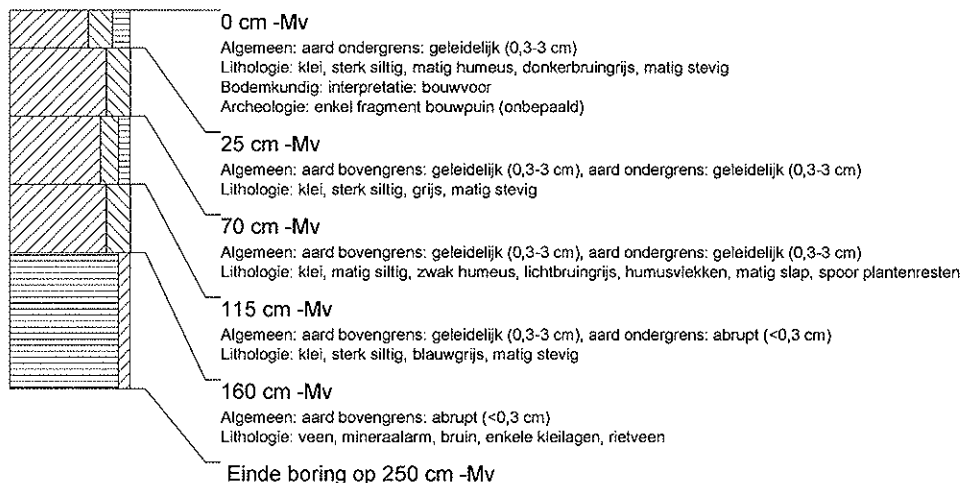 0 cm -Mv
Algemeen: aard ondergrens: geleidelijk (0,3-3 cm)
Lithologie: klei, sterk siltig, matig humeus, donkerbruingrijs, matig stevig
Bodemkundig: interpretatie: bouwvoor
Archeologie: enkel fragment bouwpuin (onbepaald)
25 cm -Mv
Algemeen: aard bovengrens: geleidelijk (0,3-3 cm), aard ondergrens: geleidelijk (0,3-3 cm)
Lithologie: klei, sterk siltig, grijs, matig stevig
70 cm -Mv
Algemeen: aard bovengrens: geleidelijk (0,3-3 cm), aard ondergrens: geleidelijk (0,3-3 cm)
Lithologie: klei, matig siltig, zwak humeus, lichtbruingrijs, humusvlekken, matig slap, spoor plantenresten
115 cm -Mv
Algemeen: aard bovengrens: geleidelijk (0,3-3 cm), aard ondergrens: abrupt (<0,3 cm)
Lithologie: klei, sterk siltig, blauwgrijs, matig stevig
160 cm -Mv
Algemeen: aard bovengrens: abrupt (<0,3 cm)
Lithologie: veen, mineraalarm, bruin, enkele kleilagen, rietveen
Einde boring op 250 cm -Mv